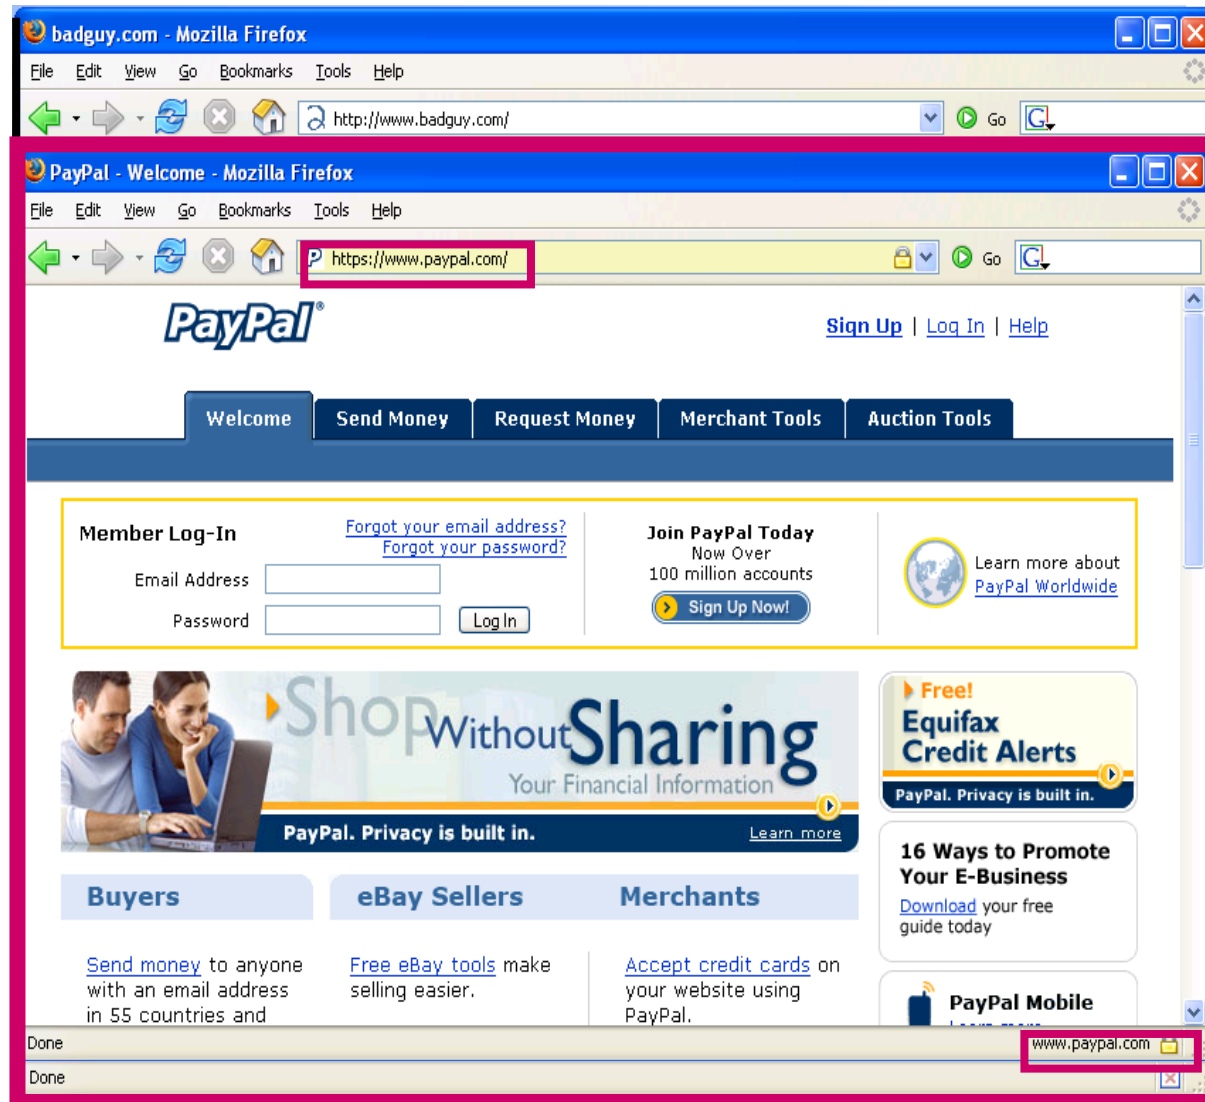 badguy.com - Mozilla Firefox
File Edit View Go Bookmarks Tools Help
http://www.badguy.com/ Go G
PayPal - Welcome - Mozilla Firefox
File Edit View Go Bookmarks Tools Help
P https://www.paypal.com/ Go G
PayPal®
Sign Up | Log In | Help
Welcome Send Money Request Money Merchant Tools Auction Tools
Member Log-In
Forgot your email address?
Forgot your password?
Email Address
Password Log In
Join PayPal Today
Now Over
100 million accounts
Sign Up Now!
Learn more about
PayPal Worldwide
Shop Without Sharing
Your Financial Information
PayPal. Privacy is built in. Learn more
Free!
Equifax
Credit Alerts
PayPal. Privacy is built in.
16 Ways to Promote
Your E-Business
Download your free
guide today
Buyers
Send money to anyone
with an email address
in 55 countries and
eBay Sellers
Free eBay tools make
selling easier.
Merchants
Accept credit cards on
your website using
PayPal.
PayPal Mobile
Learn more
Done www.paypal.com
Done